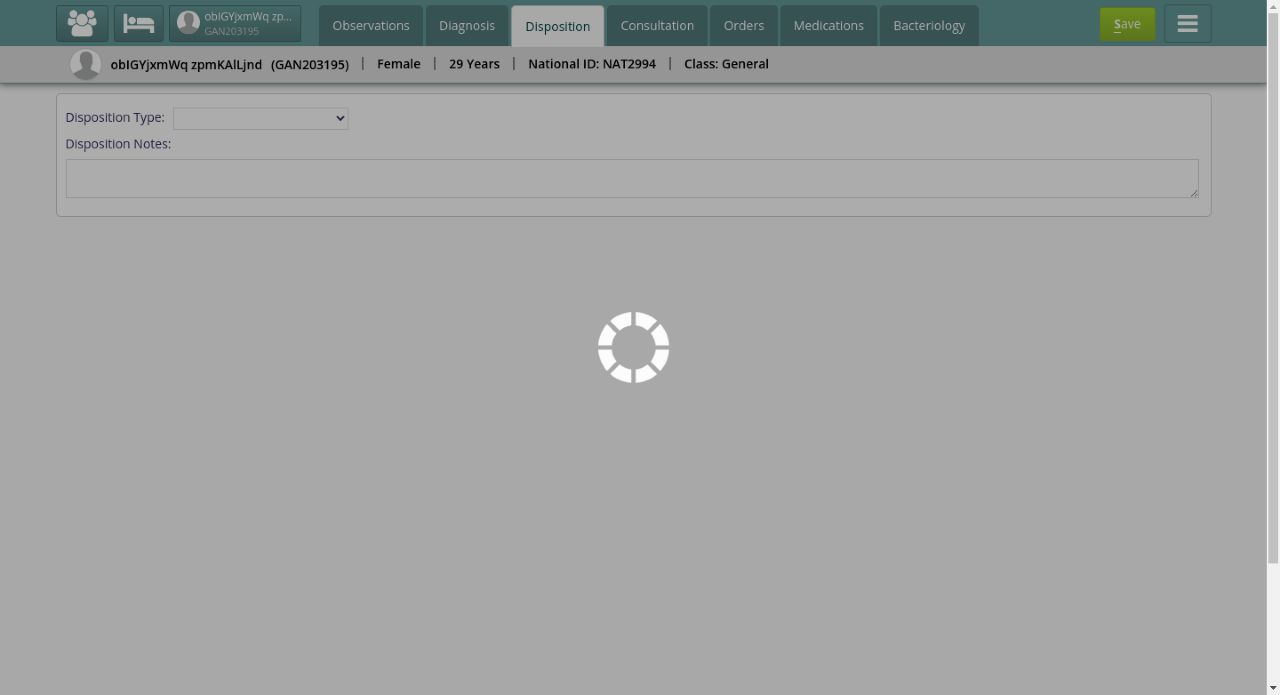 obIGYjxmWq zp...
GAN203195
Observations
Diagnosis
Disposition
Consultation
Orders
Medications
Bacteriology
Save
obIGYjxmWq zpmKAlLjnd (GAN203195) | Female | 29 Years | National ID: NAT2994 | Class: General
Disposition Type:
Disposition Notes: